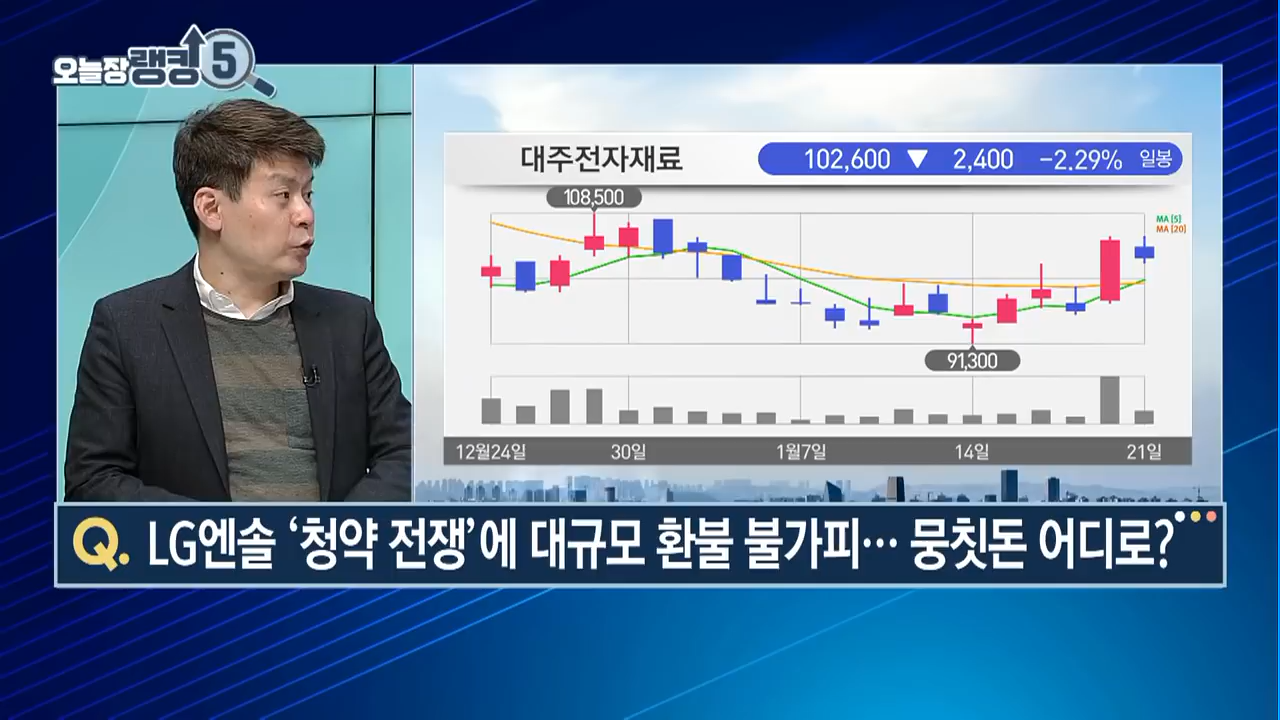 오늘장랭킹5
대주전자재료
102,600 ▼ 2,400 -2.29% 일봉
108,500
MA [5]
MA [20]
91,300
12월24일 30일 1월7일 14일 21일
Q. LG엔솔 ‘청약 전쟁’에 대규모 환불 불가피… 뭉칫돈 어디로?